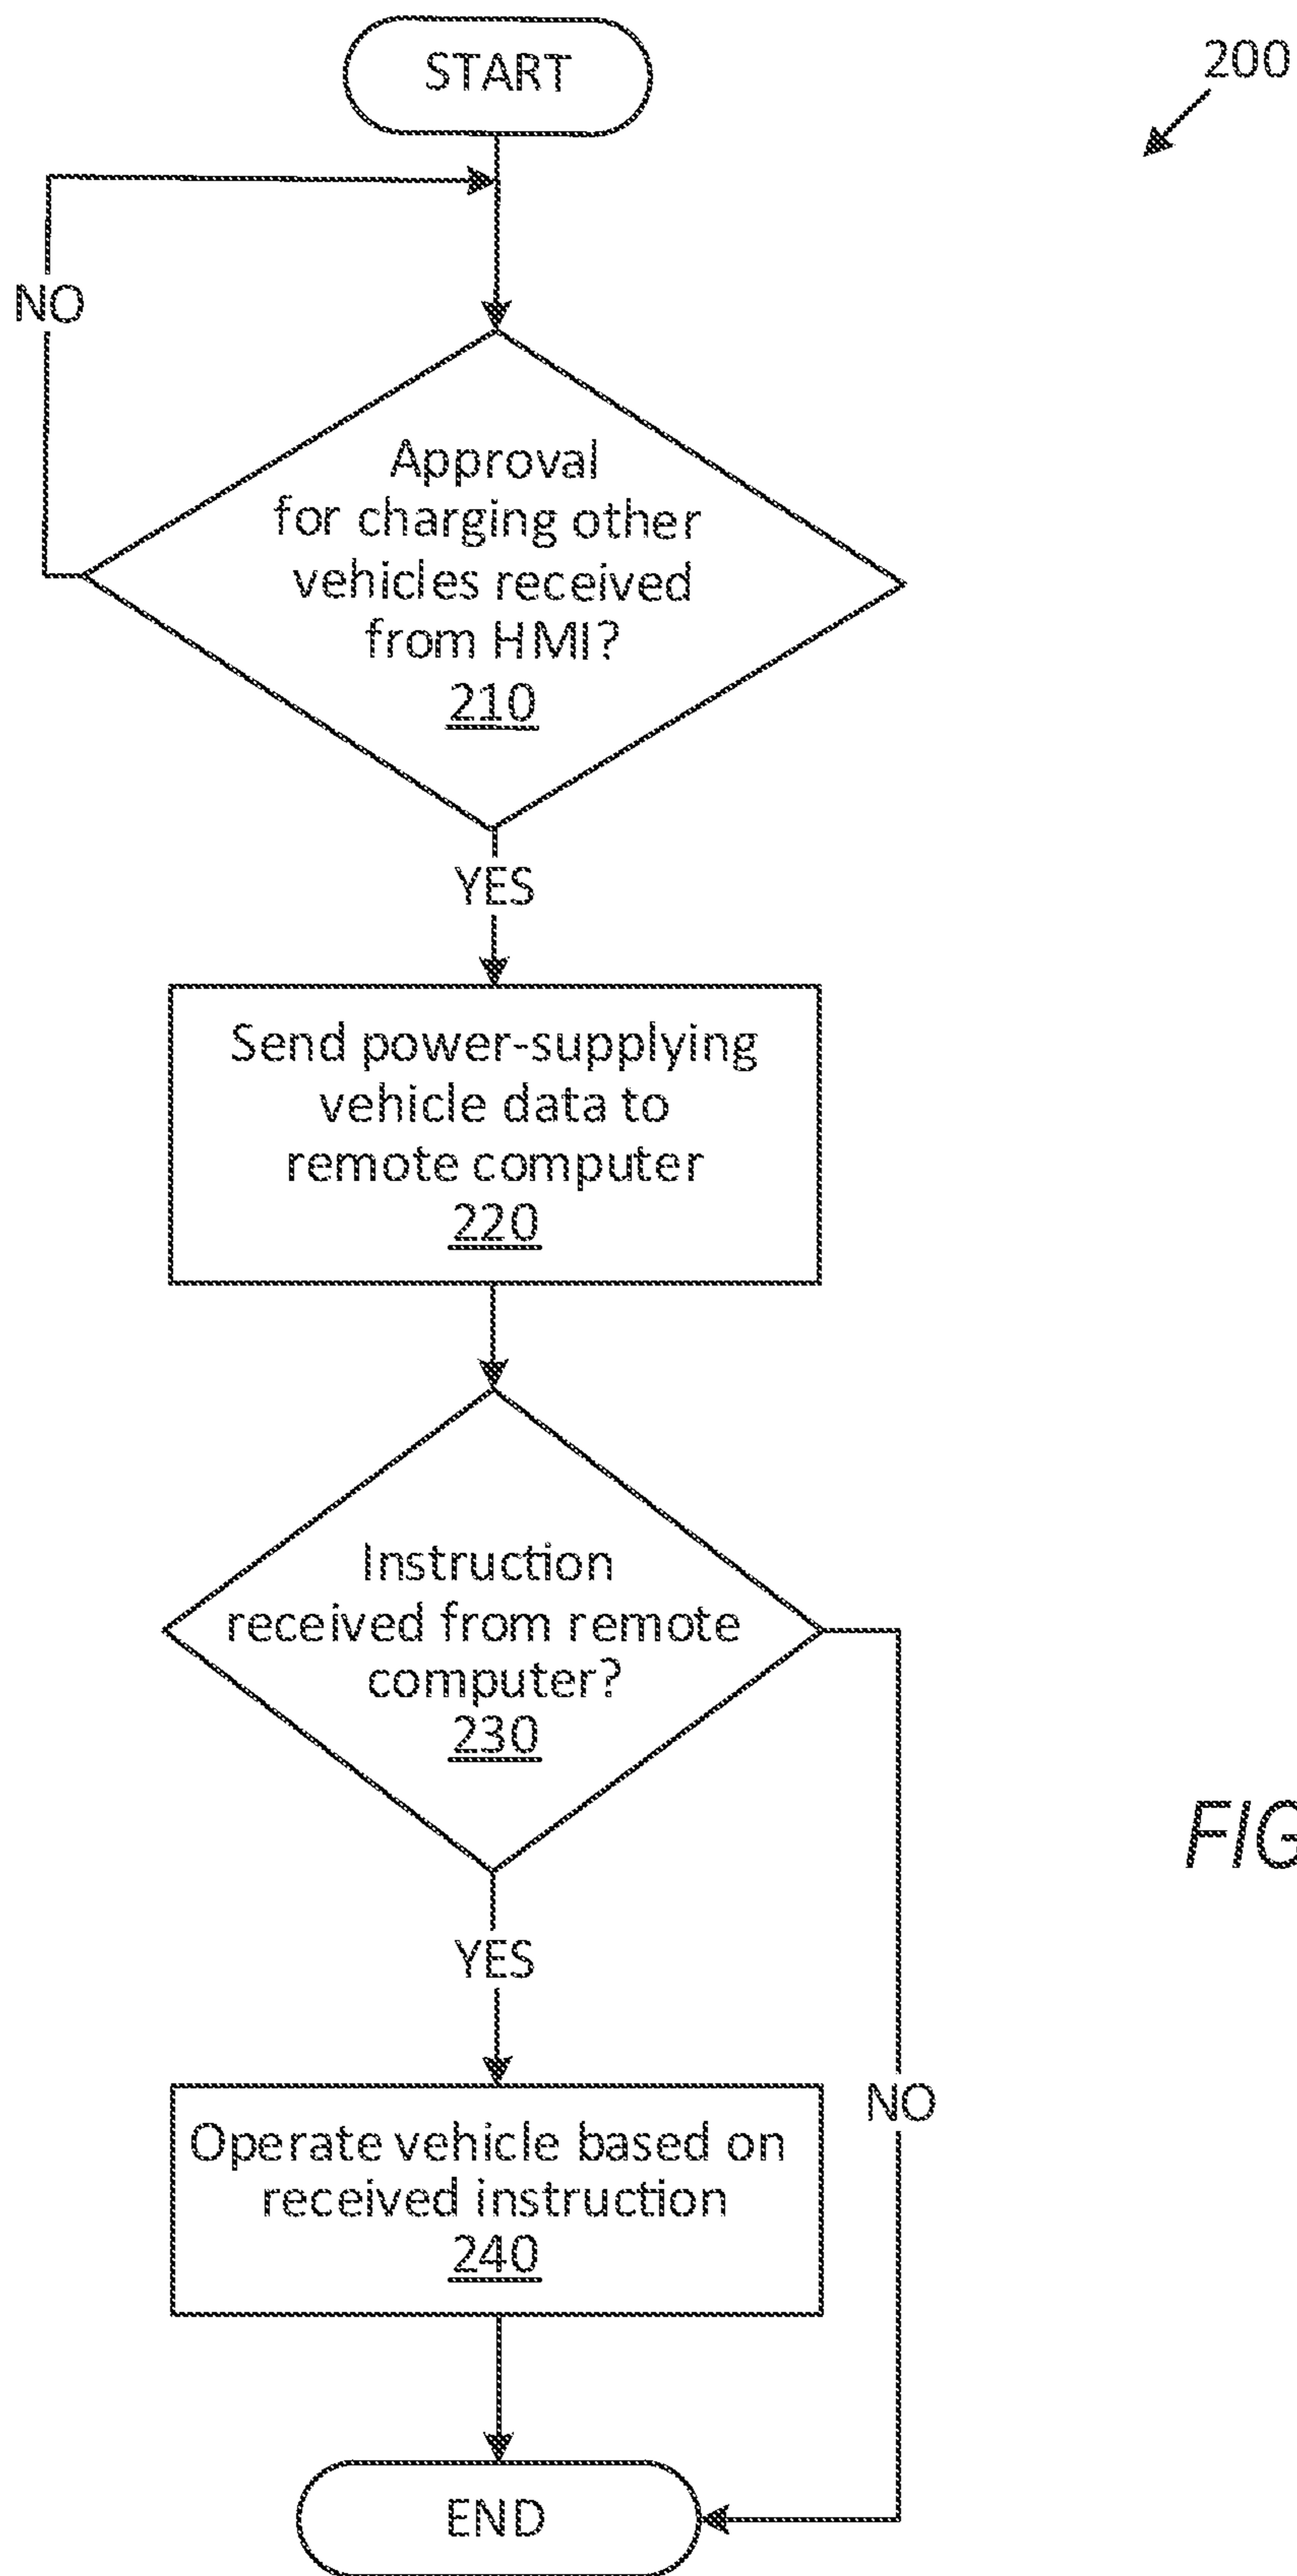 START
200
NO
Approval
for charging other
vehicles received
from HMI?
210
YES
Send power-supplying
vehicle data to
remote computer
220
Instruction
received from remote
computer?
230
FIG
YES
NO
Operate vehicle based on
received instruction
240
END